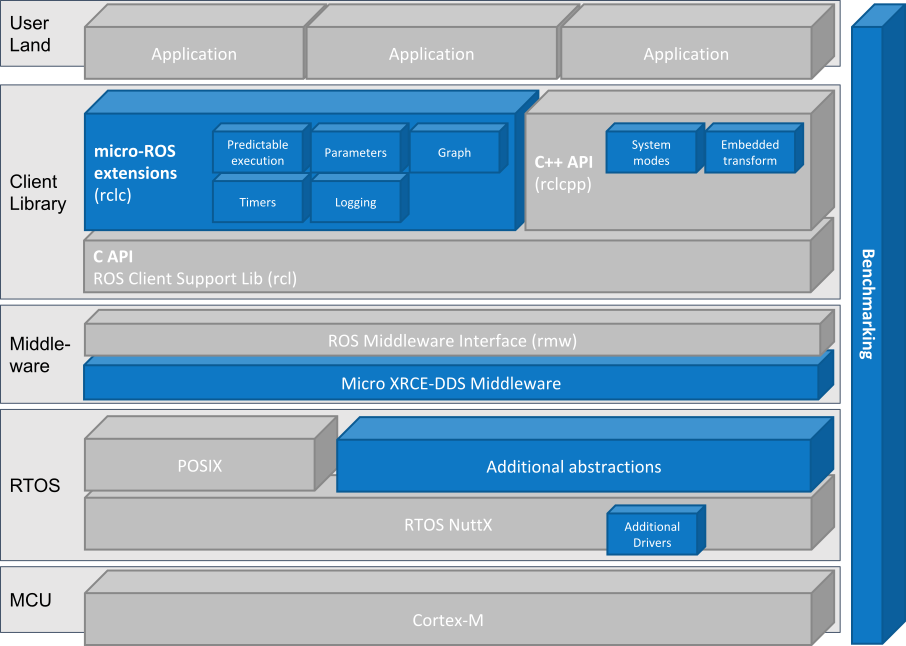 User
Land
Application
Application
Application
Client
Library
micro-ROS
extensions
(rclc)
Predictable
execution
Parameters
Graph
Timers
Logging
C++ API
(rclcpp)
System
modes
Embedded
transform
C API
ROS Client Support Lib (rcl)
Middle-
ware
ROS Middleware Interface (rmw)
Micro XRCE-DDS Middleware
RTOS
POSIX
Additional abstractions
RTOS NuttX
Additional
Drivers
MCU
Cortex-M
Benchmarking